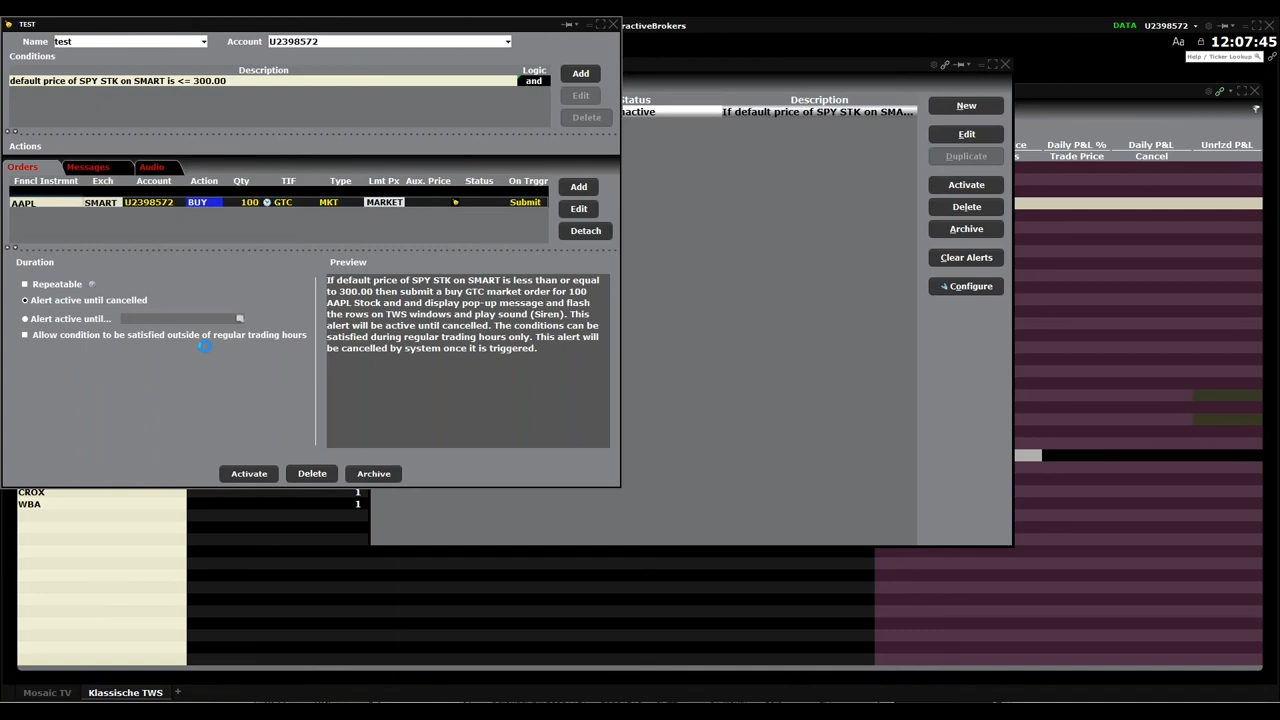 TEST
ractiveBrokers
DATA U2398572
Aa 12:07:45
Help / Ticker Lookup
Name test Account U2398572
Conditions
Description Logic
default price of SPY STK on SMART is <= 300.00 and
Add
Edit
Delete
Actions
Orders Messages Audio
Fncl Instrmnt Exch Account Action Qty TIF Type Lmt Px Aux. Price Status On Trggr
AAPL SMART U2398572 BUY 100 GTC MKT MARKET Submit
Add
Edit
Detach
Duration
Repeatable
Alert active until cancelled
Alert active until...
Allow condition to be satisfied outside of regular trading hours
Preview
If default price of SPY STK on SMART is less than or equal
to 300.00 then submit a buy GTC market order for 100
AAPL Stock and and display pop-up message and flash
the rows on TWS windows and play sound (Siren). This
alert will be active until cancelled. The conditions can be
satisfied during regular trading hours only. This alert will
be cancelled by system once it is triggered.
Activate Delete Archive
Status Description
nactive If default price of SPY STK on SMA...
New
Edit
Duplicate
Activate
Delete
Archive
Clear Alerts
Configure
ce Daily P&L % Daily P&L Unrlzd P&L
s Trade Price Cancel
CROX 1
WBA 1
Mosaic TV Klassische TWS +